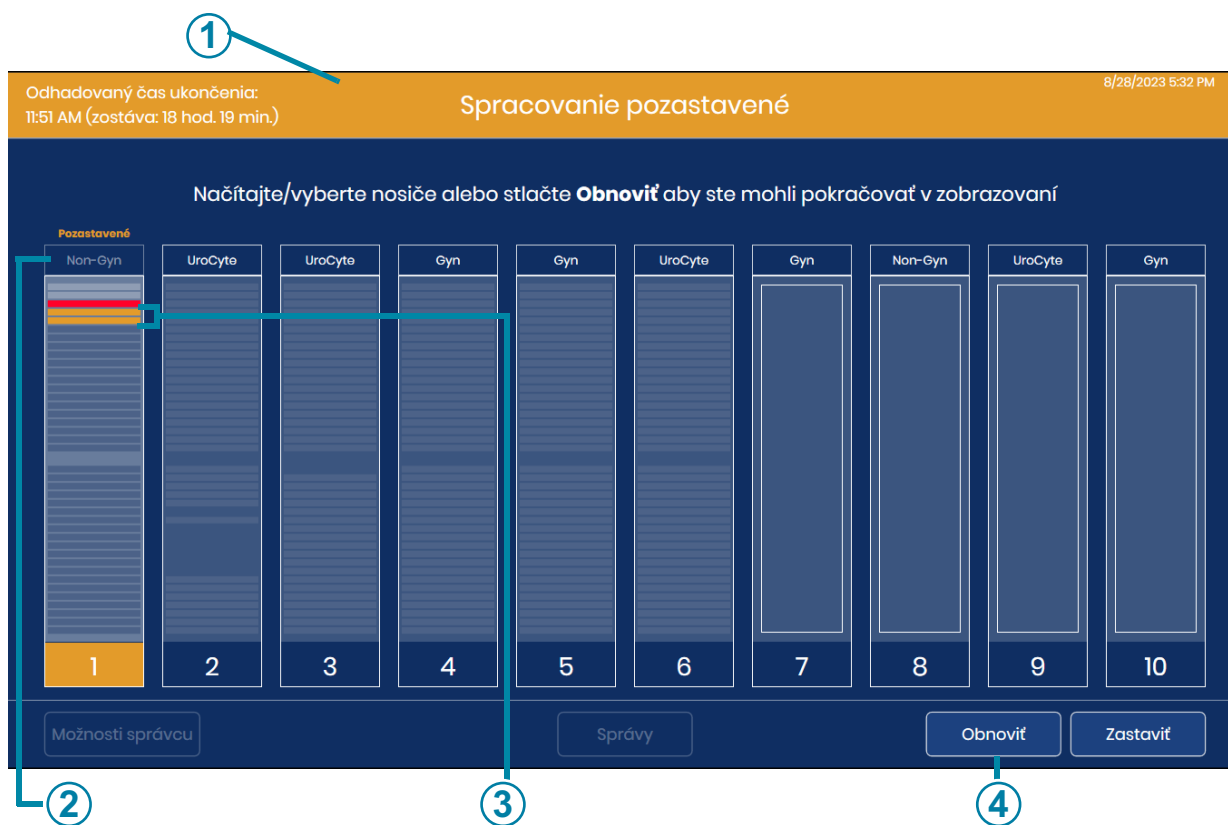 1
Odhadovaný čas ukončenia:
11:51 AM (zostáva: 18 hod. 19 min.)
Spracovanie pozastavené
8/28/2023 5:32 PM
Načítajte/vyberte nosiče alebo stlačte Obnoviť aby ste mohli pokračovať v zobrazovaní
Pozastavené
Non-Gyn UroCyte UroCyte Gyn Gyn UroCyte Gyn Non-Gyn UroCyte Gyn
1 2 3 4 5 6 7 8 9 10
Možnosti správcu Správy Obnoviť Zastaviť
2 3 4